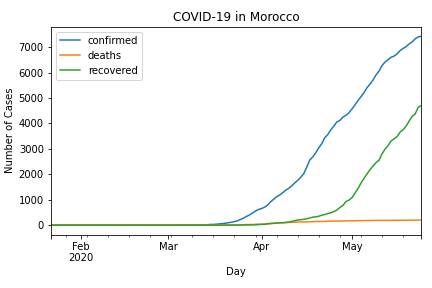 COVID-19 in Morocco
confirmed
deaths
recovered
7000
6000
5000
4000
3000
2000
1000
0
Number of Cases
Feb
2020
Mar
Apr
May
Day